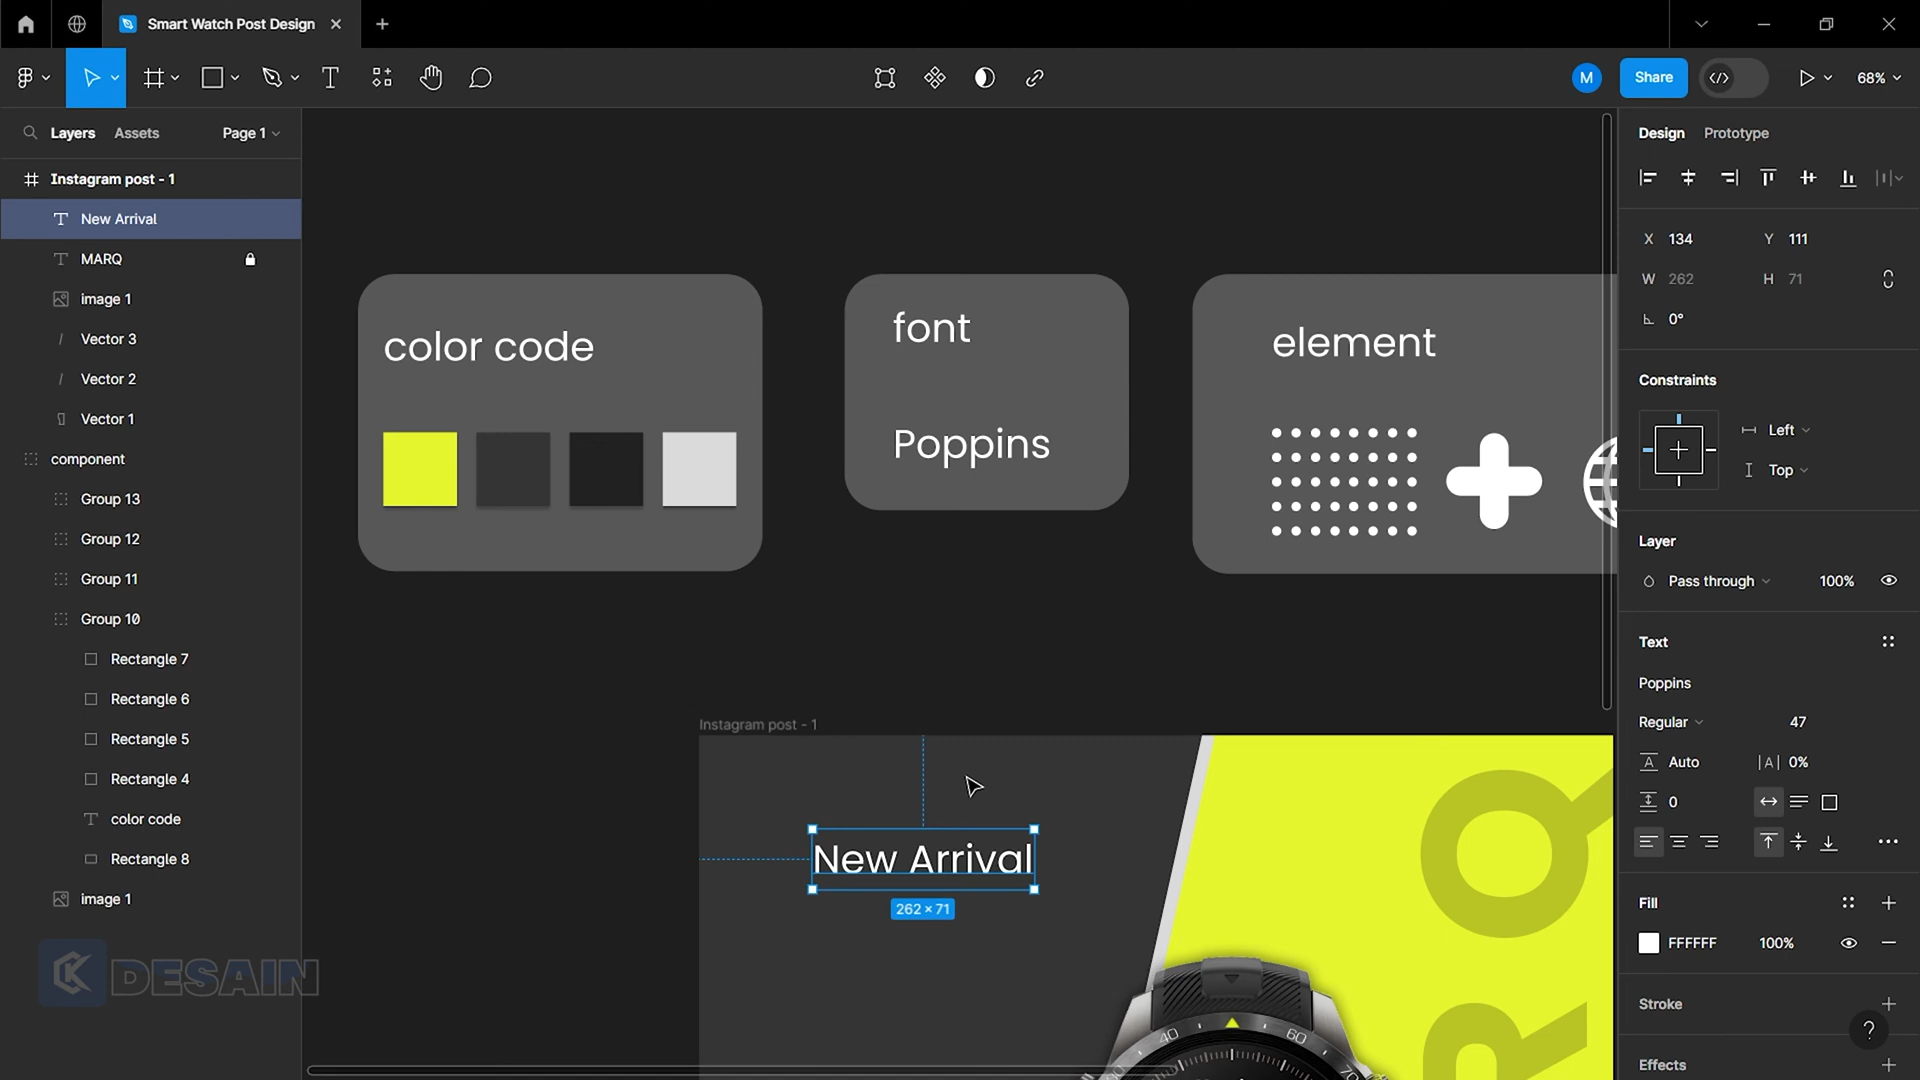 Smart Watch Post Design
M
Share
68%
Layers
Assets
Page 1
Instagram post - 1
New Arrival
MARQ
image 1
Vector 3
Vector 2
Vector 1
component
Group 13
Group 12
Group 11
Group 10
Rectangle 7
Rectangle 6
Rectangle 5
Rectangle 4
color code
Rectangle 8
image 1
DESAIN
color code
font
Poppins
element
Instagram post - 1
New Arrival
262 × 71
R Q
40
60
70
Design
Prototype
X 134
Y 111
W 262
H 71
0°
Constraints
Left
Top
Layer
Pass through
100%
Text
Poppins
Regular
47
Auto
|A| 0%
0
Fill
FFFFFF
100%
Stroke
Effects
?